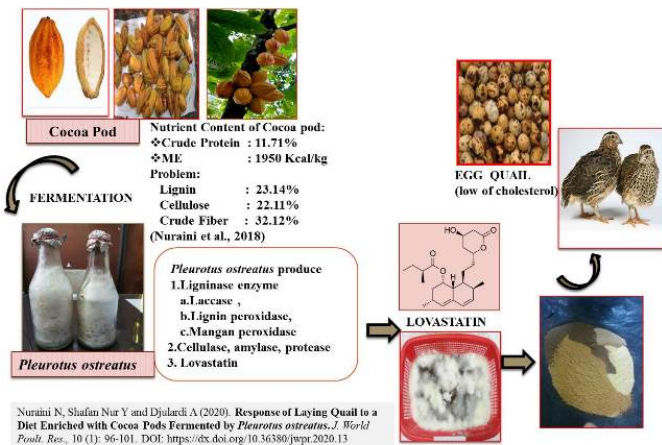 Cocoa Pod
Nutrient Content of Cocoa pod:
❖Crude Protein : 11.71%
❖ME : 1950 Kcal/kg
Problem:
Lignin : 23.14%
Cellulose : 22.11%
Crude Fiber : 32.12%
(Nuraini et al., 2018)
FERMENTATION
Pleurotus ostreatus
Pleurotus ostreatus produce
1.Ligninase enzyme
a.Laccase ,
b.Lignin peroxidase,
c.Mangan peroxidase
2.Cellulase, amylase, protease
3. Lovastatin
EGG QUAIL
(low of cholesterol)
HO
O
O
O
O
H
LOVASTATIN
Nuraini N, Shafan Nur Y and Djulardi A (2020). Response of Laying Quail to a
Diet Enriched with Cocoa Pods Fermented by Pleurotus ostreatus. J. World
Poult. Res., 10 (1): 96-101. DOI: https://dx.doi.org/10.36380/jwpr.2020.13